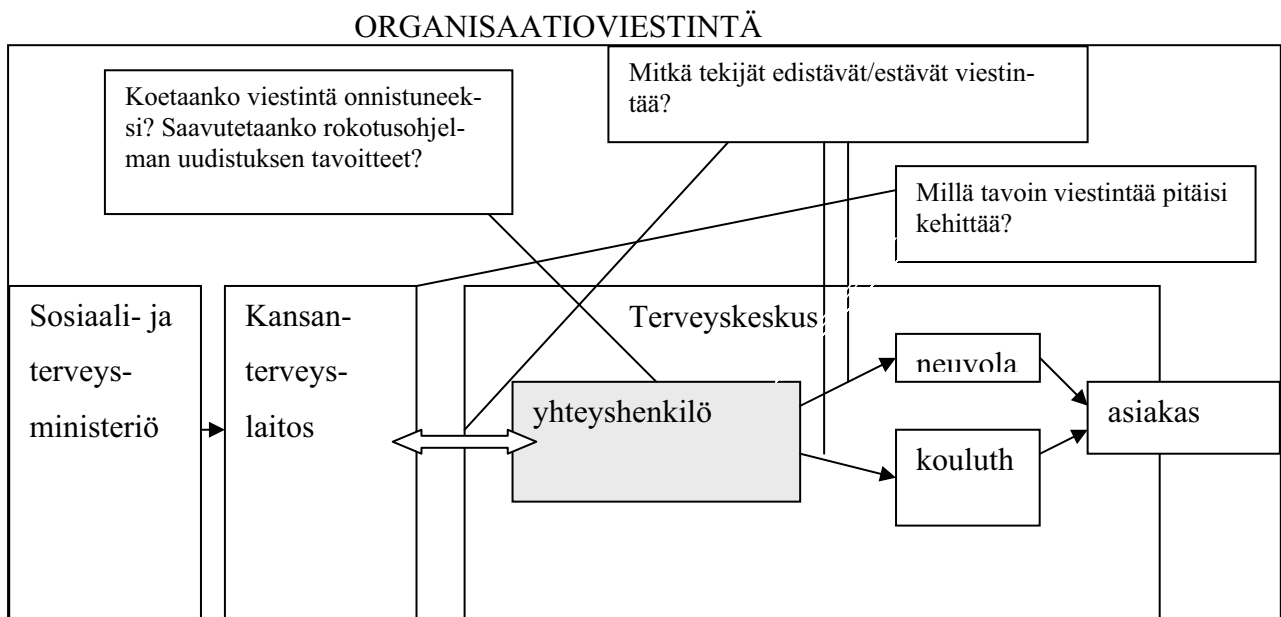 ORGANISAATIOVIESTINTÄ
Koetaanko viestintä onnistuneek-
si? Saavutetaanko rokotusohjel-
man uudistuksen tavoitteet?
Mitkä tekijät edistävät/estävät viestin-
tää?
Millä tavoin viestintää pitäisi
kehittää?
Sosiaali- ja
terveys-
ministeriö
Kansan-
terveys-
laitos
Terveyskeskus
yhteyshenkilö
neuvola
kouluth
asiakas